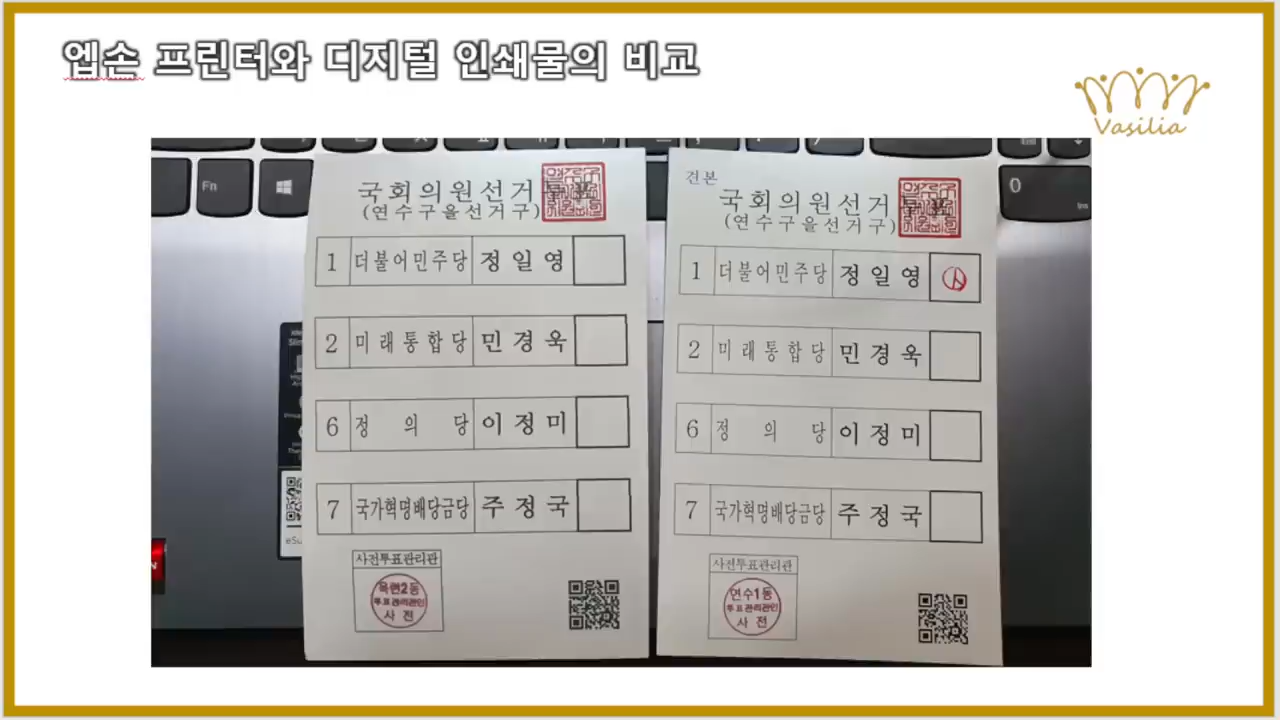 엡손 프린터와 디지털 인쇄물의 비교
Vasilia
Fn
국회의원선거
(연수구을선거구)
1 더불어민주당 정일영
2 미래통합당 민경욱
6 정 의 당 이정미
7 국가혁명배당금당 주정국
사전투표관리관
옥련2동
투표관리관인
사 전
견본
국회의원선거
(연수구을선거구)
1 더불어민주당 정일영
2 미래통합당 민경욱
6 정 의 당 이정미
7 국가혁명배당금당 주정국
사전투표관리관
연수1동
투표관리관인
사 전
0
Ins